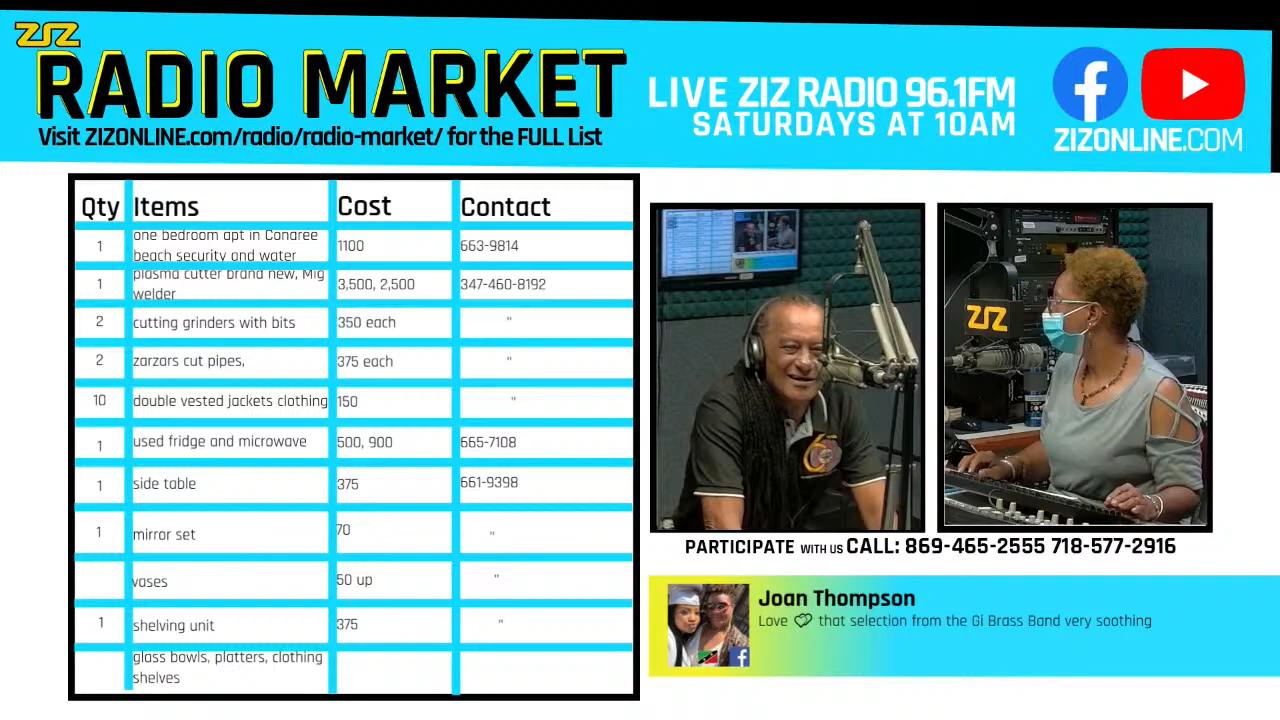 ZIZ
RADIO MARKET
Visit ZIZONLINE.com/radio/radio-market/ for the FULL List
LIVE ZIZ RADIO 96.1FM
SATURDAYS AT 10AM
ZIZONLINE.COM
Qty Items Cost Contact
1 one bedroom apt in Conaree beach security and water 1100 663-9814
1 plasma cutter brand new, Mig welder 3,500, 2,500 347-460-8192
2 cutting grinders with bits 350 each "
2 zarzars cut pipes, 375 each "
10 double vested jackets clothing 150 "
1 used fridge and microwave 500, 900 665-7108
1 side table 375 661-9398
1 mirror set 70 "
vases 50 up "
1 shelving unit 375 "
glass bowls, platters, clothing shelves
ZIZ
PARTICIPATE WITH US CALL: 869-465-2555 718-577-2916
Joan Thompson
Love that selection from the Gi Brass Band very soothing